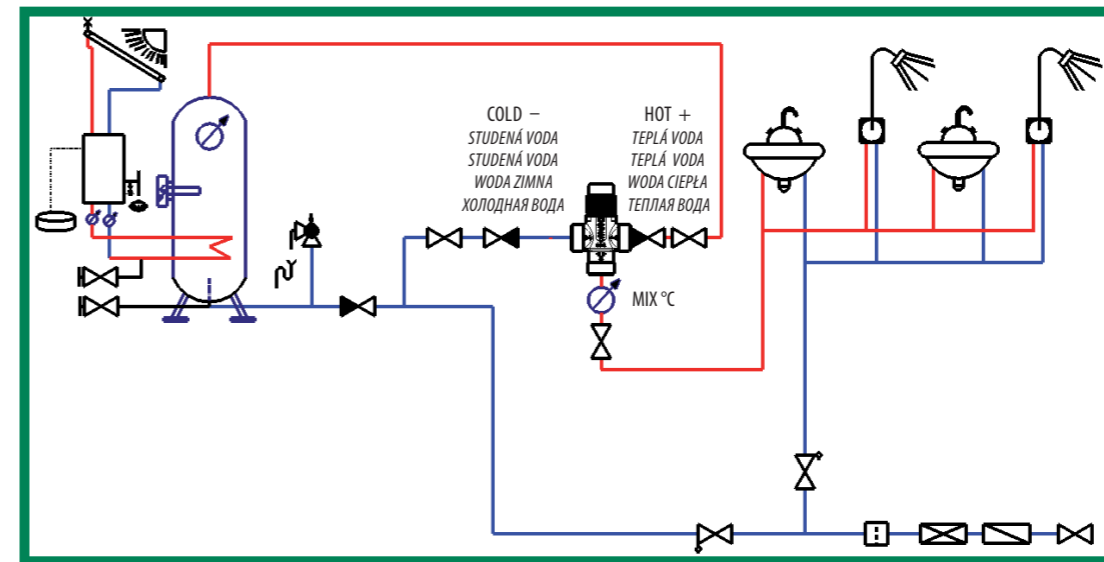 COLD −
STUDENÁ VODA
STUDENÁ VODA
WODA ZIMNA
ХОЛОДНАЯ ВОДА
HOT +
TEPLÁ VODA
TEPLÁ VODA
WODA CIEPŁA
ТЕПЛАЯ ВОДА
MIX °C